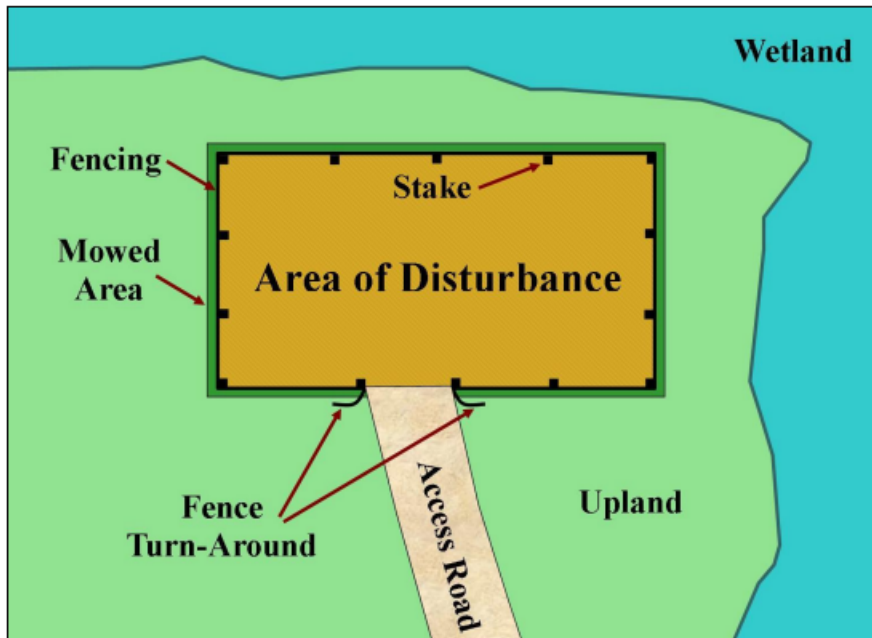 Wetland
Fencing
Stake
Mowed
Area
Area of Disturbance
Fence
Turn-Around
Access Road
Upland